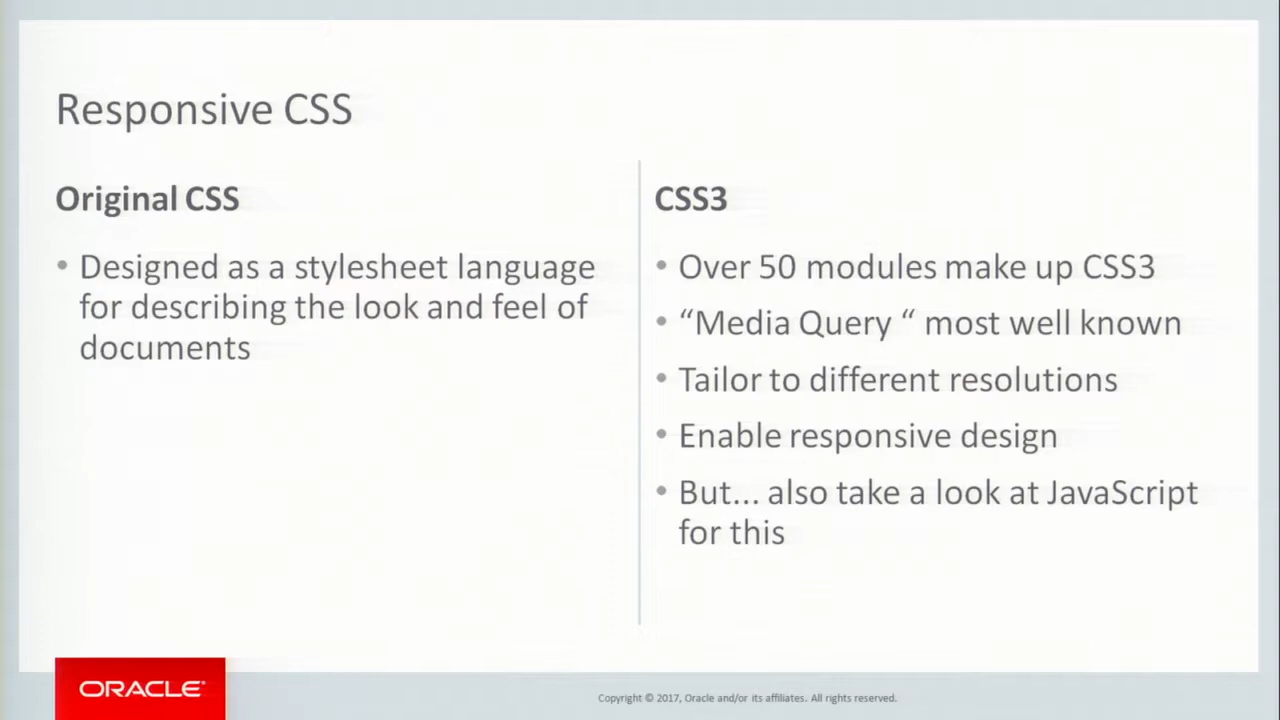 Responsive CSS
Original CSS
• Designed as a stylesheet language
for describing the look and feel of
documents
CSS3
• Over 50 modules make up CSS3
• “Media Query “ most well known
• Tailor to different resolutions
• Enable responsive design
• But... also take a look at JavaScript
for this
ORACLE®
Copyright © 2017, Oracle and/or its affiliates. All rights reserved.